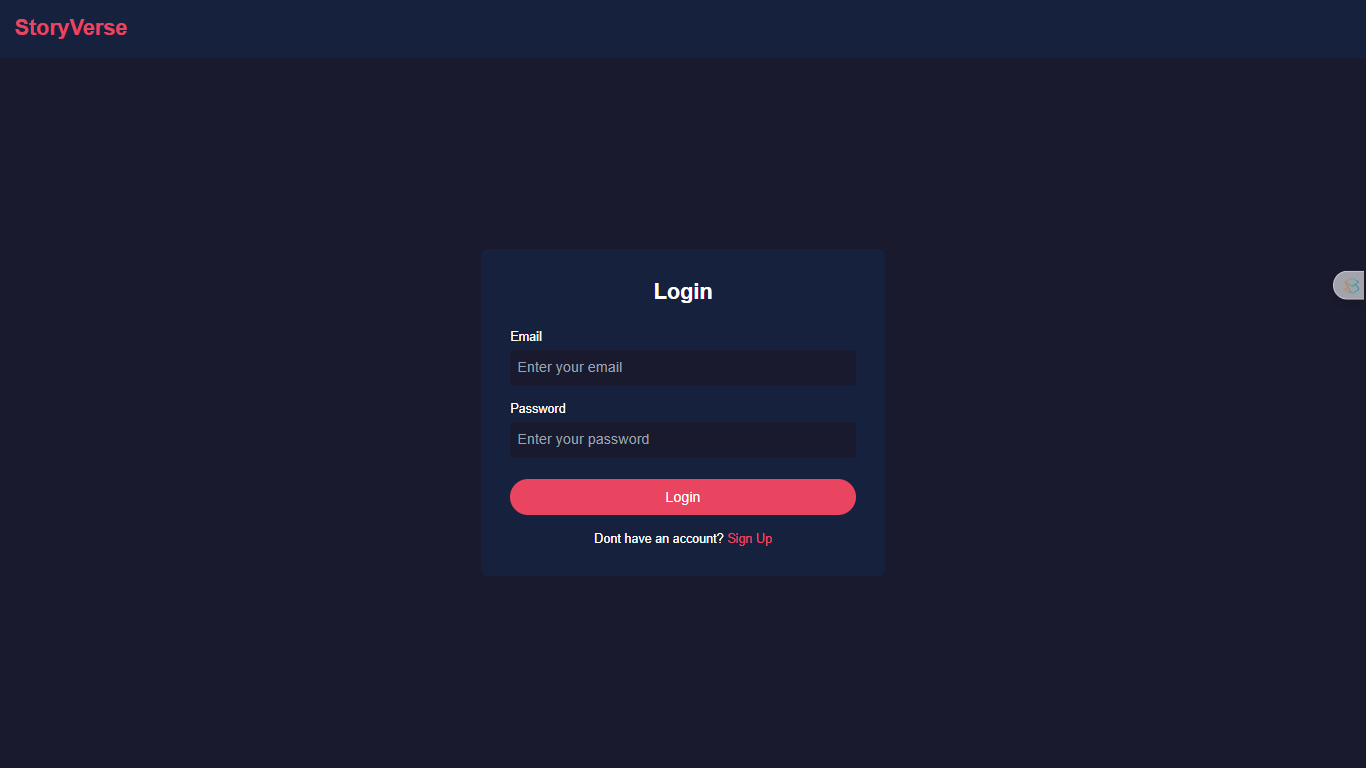 StoryVerse
Login
Email
Enter your email
Password
Enter your password
Login
Dont have an account? Sign Up